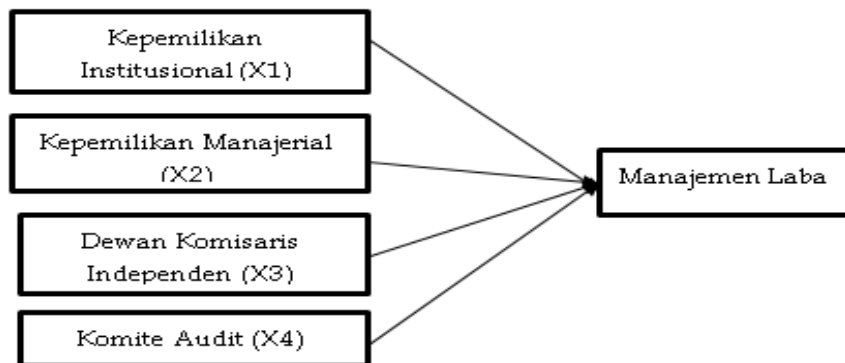 Kepemilikan
Institusional (X1)
Kepemilikan Manajerial
(X2)
Dewan Komisaris
Independen (X3)
Komite Audit (X4)
Manajemen Laba